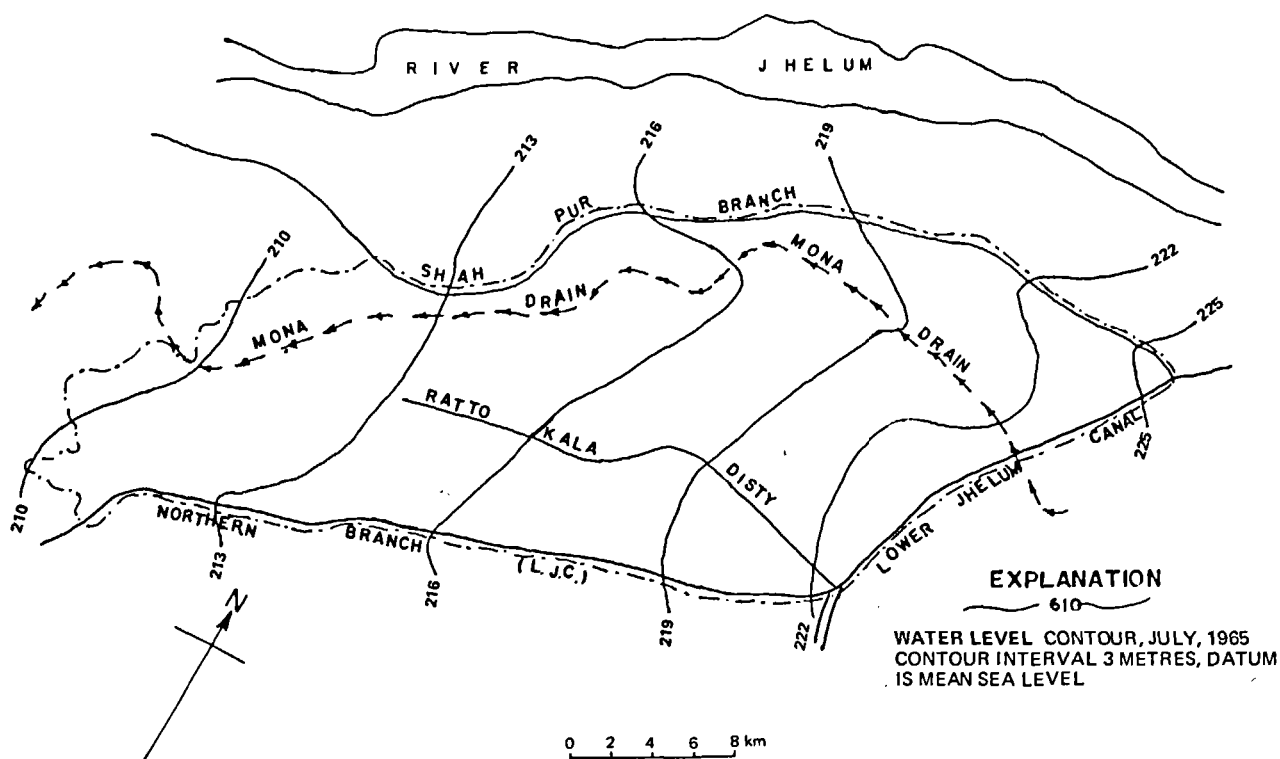 RIVER JHELUM
213
216
219
210
SHAH PUR BRANCH
222
225
MONA DRAIN
MONA DRAIN
RATTO KALA DISTY
225
LOWER JHELUM CANAL
210
NORTHERN BRANCH (L.J.C.)
213
216
219
222
N
EXPLANATION
610
WATER LEVEL CONTOUR, JULY, 1965
CONTOUR INTERVAL 3 METRES, DATUM
IS MEAN SEA LEVEL
0 2 4 6 8 km